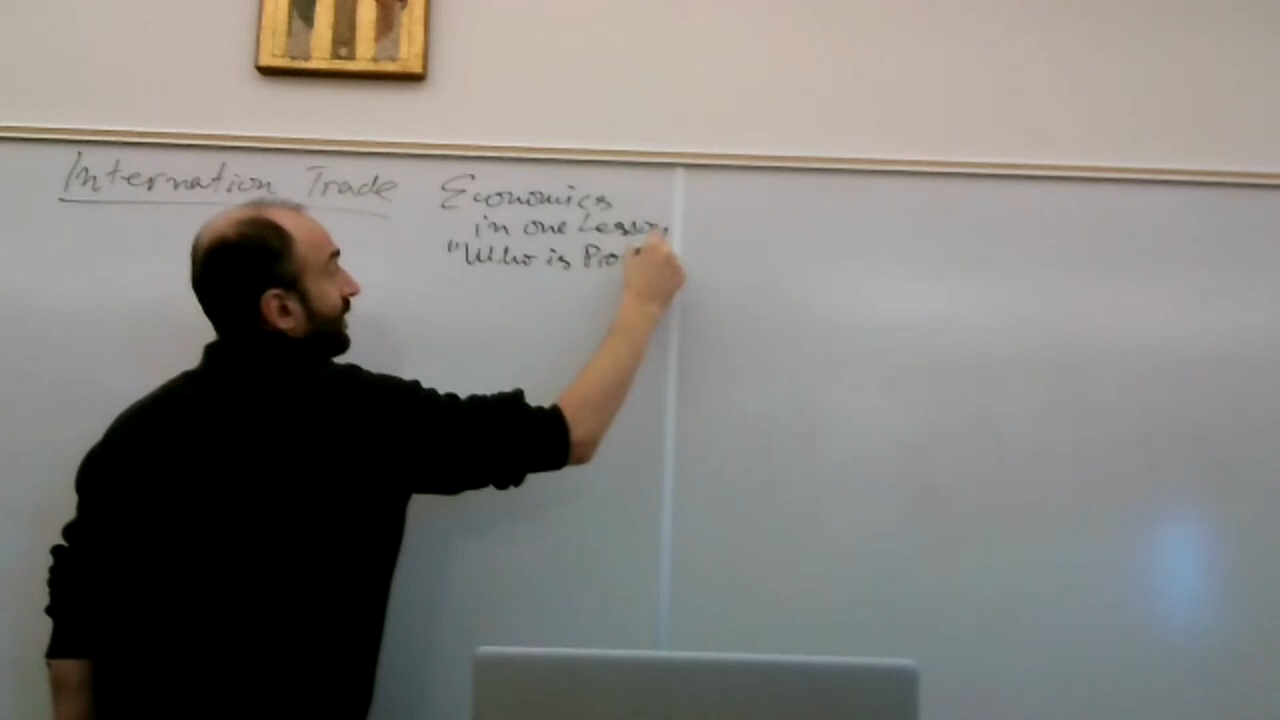 Internation Trade
Economics
in one Lesson
"Who is Pro